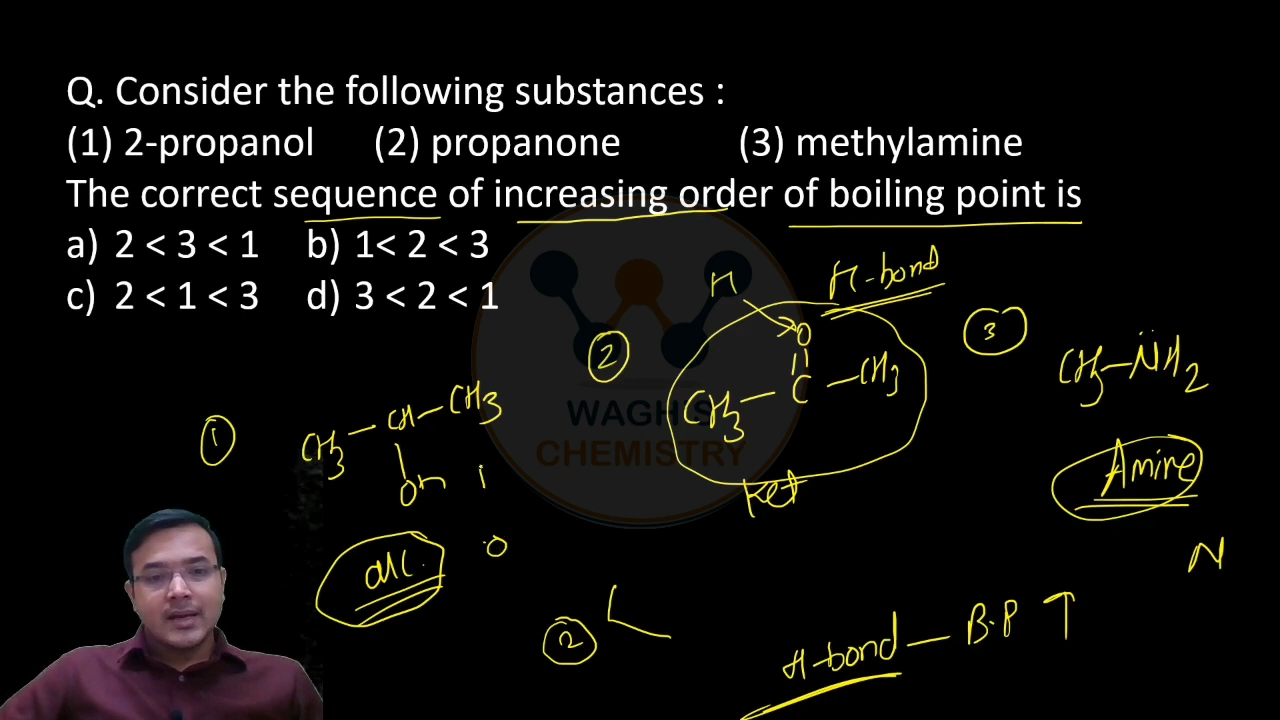 Q. Consider the following substances :
(1) 2-propanol (2) propanone (3) methylamine
The correct sequence of increasing order of boiling point is
a) 2 < 3 < 1 b) 1< 2 < 3
c) 2 < 1 < 3 d) 3 < 2 < 1
H H-bond
O
2
CH3 — C — CH3
Ket
3
CH3—NH2
Amine
N
1
CH3 — CH — CH3
OH
alc.
O
2 <
H-bond — B.P ↑
WAGH'S
CHEMISTRY